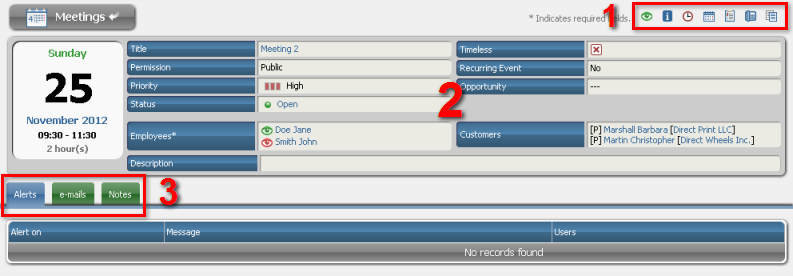 Meetings
* Indicates required fields.
1
Sunday
25
November 2012
09:30 - 11:30
2 hour(s)
Title Meeting 2
Timeless
Permission Public
Recurring Event No
Priority High
Opportunity ---
Status Open
2
Employees* Doe Jane
Smith John
Customers [P] Marshall Barbara [Direct Print LLC]
[P] Martin Christopher [Direct Wheels Inc.]
Description
Alerts e-mails Notes
3
Alert on Message Users
No records found